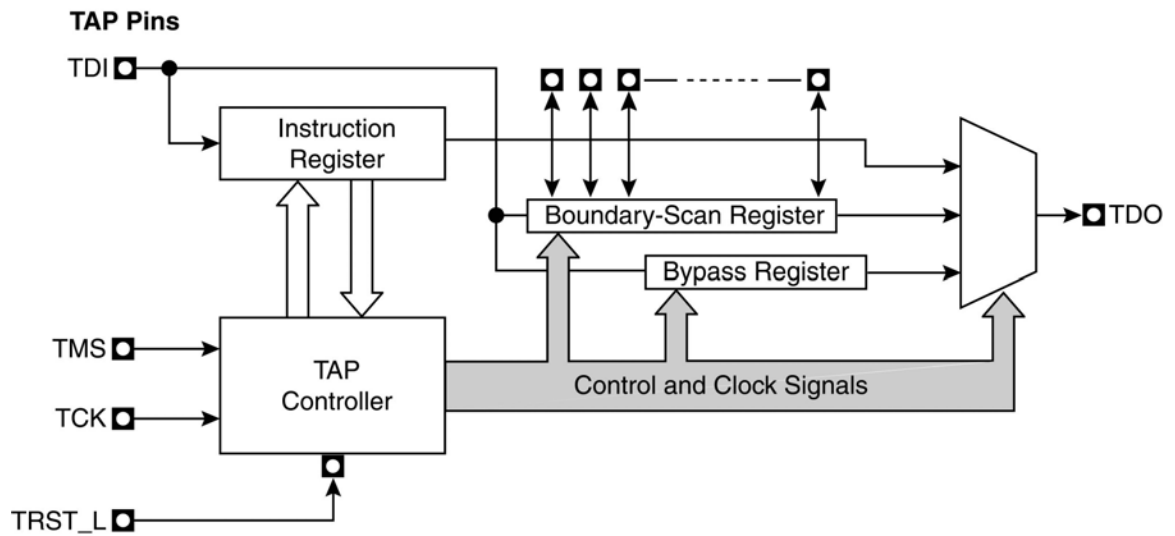 TAP Pins
TDI
Instruction
Register
Boundary-Scan Register
TDO
Bypass Register
TMS
TAP
Controller
Control and Clock Signals
TCK
TRST_L